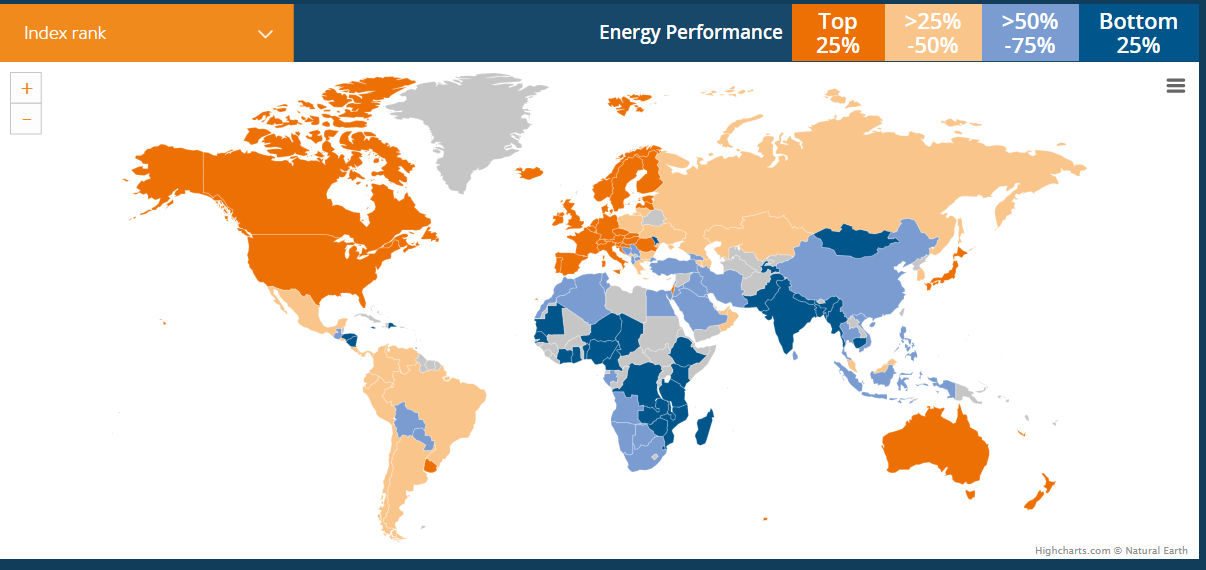 Index rank
Energy Performance
Top
25%
>25%
-50%
>50%
-75%
Bottom
25%
+
−
Highcharts.com © Natural Earth